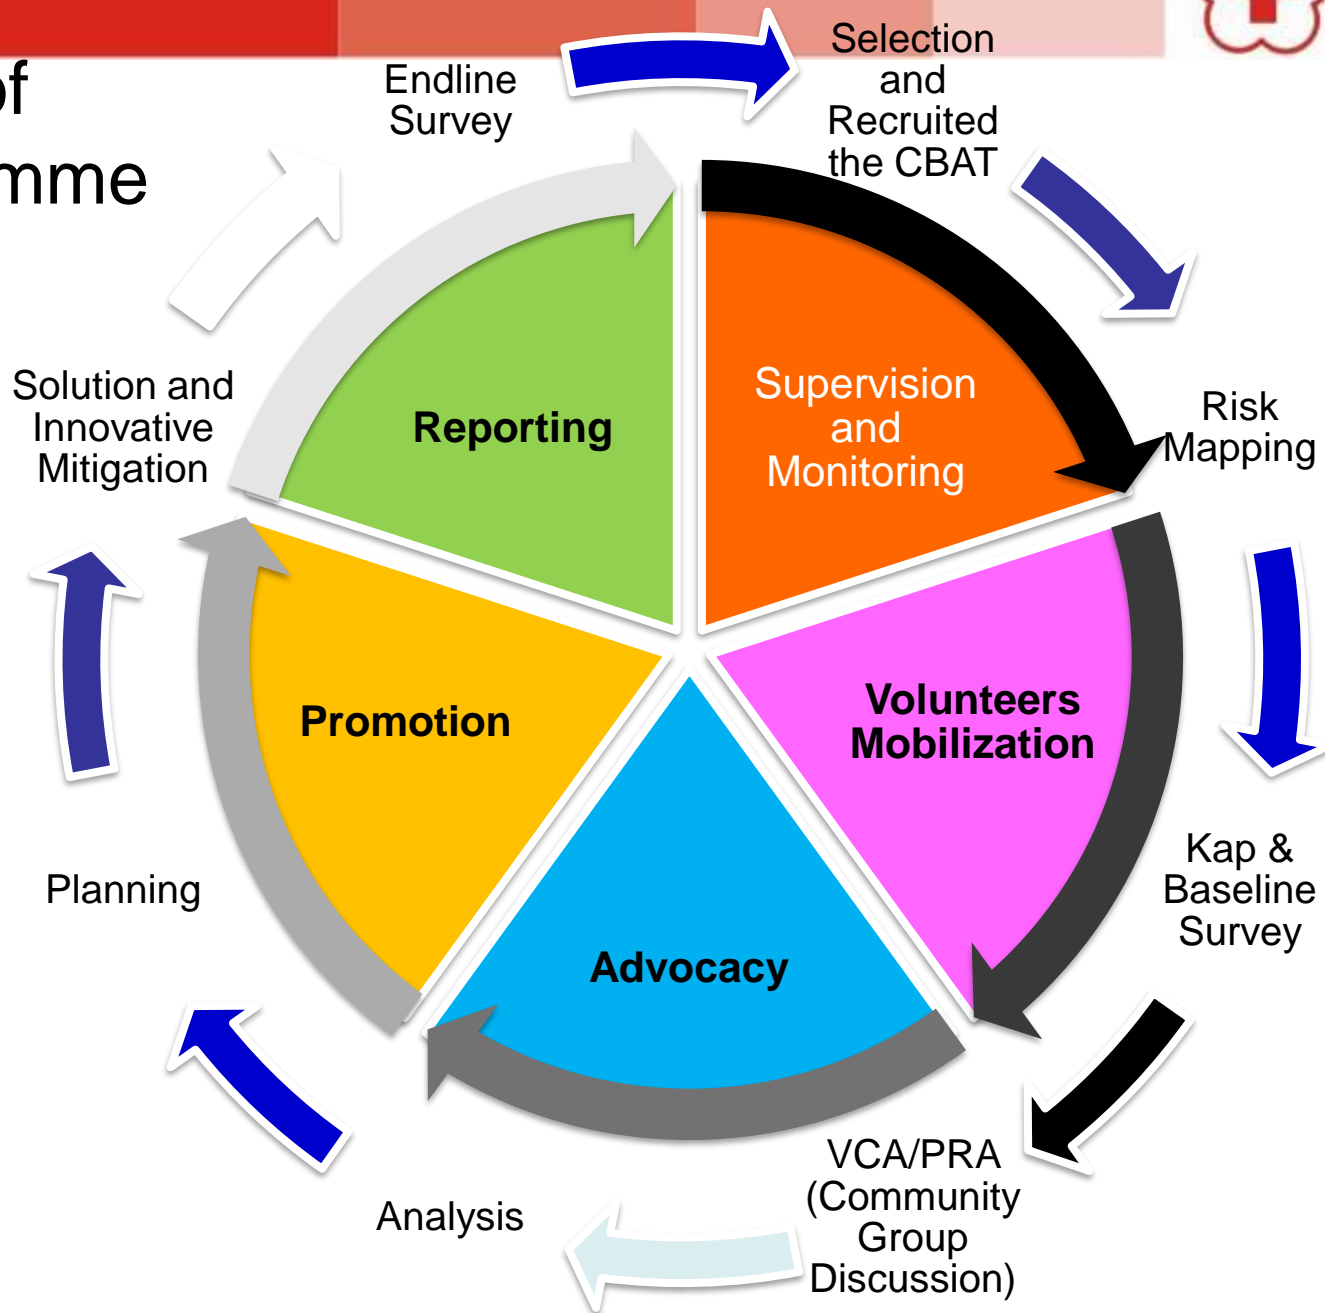 of
Endline
Survey
Selection
and
Recruited
the CBAT
Risk
Mapping
Kap &
Baseline
Survey
VCA/PRA
(Community
Group
Discussion)
Analysis
Planning
Solution and
Innovative
Mitigation
Supervision
and
Monitoring
Volunteers
Mobilization
Advocacy
Promotion
Reporting